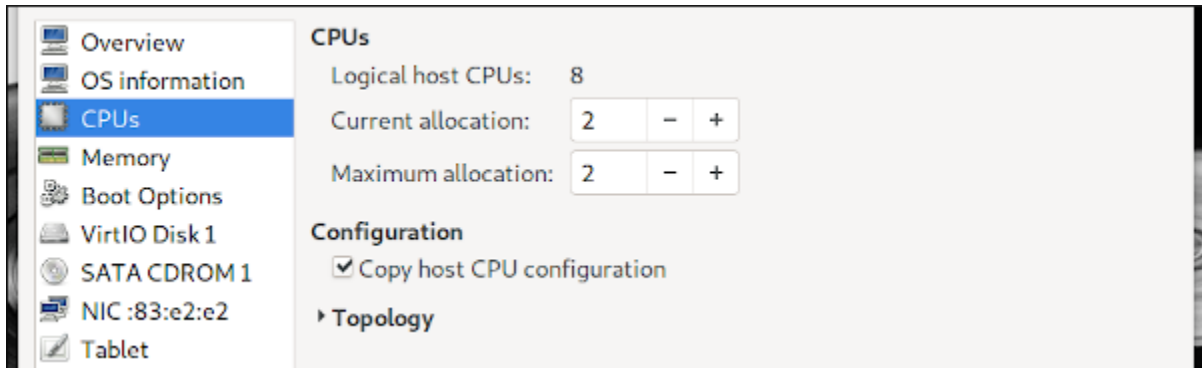 Overview
OS information
CPUs
Memory
Boot Options
VirtIO Disk 1
SATA CDROM 1
NIC :83:e2:e2
Tablet
CPUs
Logical host CPUs: 8
Current allocation: 2 − +
Maximum allocation: 2 − +
Configuration
Copy host CPU configuration
Topology